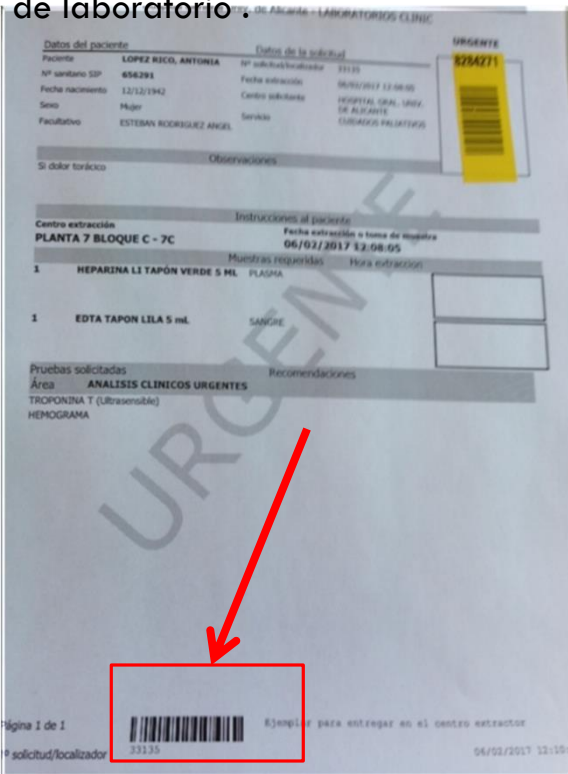 de laboratorio .
de Alicante - LABORATORIOS CLINIC
Datos del paciente Datos de la solicitud URGENTE
Paciente LOPEZ RICO, ANTONIA Nº solicitud/localizador 33135 8284271
Nº sanitario SIP 656291 Fecha extracción 06/02/2017 12:08:05
Fecha nacimiento 12/12/1942 Centro solicitante HOSPITAL GRAL. UNIV. DE ALICANTE
Sexo Mujer Servicio CUIDADOS PALIATIVOS
Facultativo ESTEBAN RODRIGUEZ ANGEL
Observaciones
Si dolor torácico
Instrucciones al paciente
Centro extracción Fecha extracción o toma de muestra
PLANTA 7 BLOQUE C - 7C 06/02/2017 12:08:05
Muestras requeridas Hora extraccion
1 HEPARINA LI TAPÓN VERDE 5 ML PLASMA
1 EDTA TAPON LILA 5 mL SANGRE
Pruebas solicitadas Recomendaciones
Área ANALISIS CLINICOS URGENTES
TROPONINA T (Ultrasensible)
HEMOGRAMA
URGENTE
Página 1 de 1 Ejemplar para entregar en el centro extractor
Nº solicitud/localizador 33135 06/02/2017 12:10: